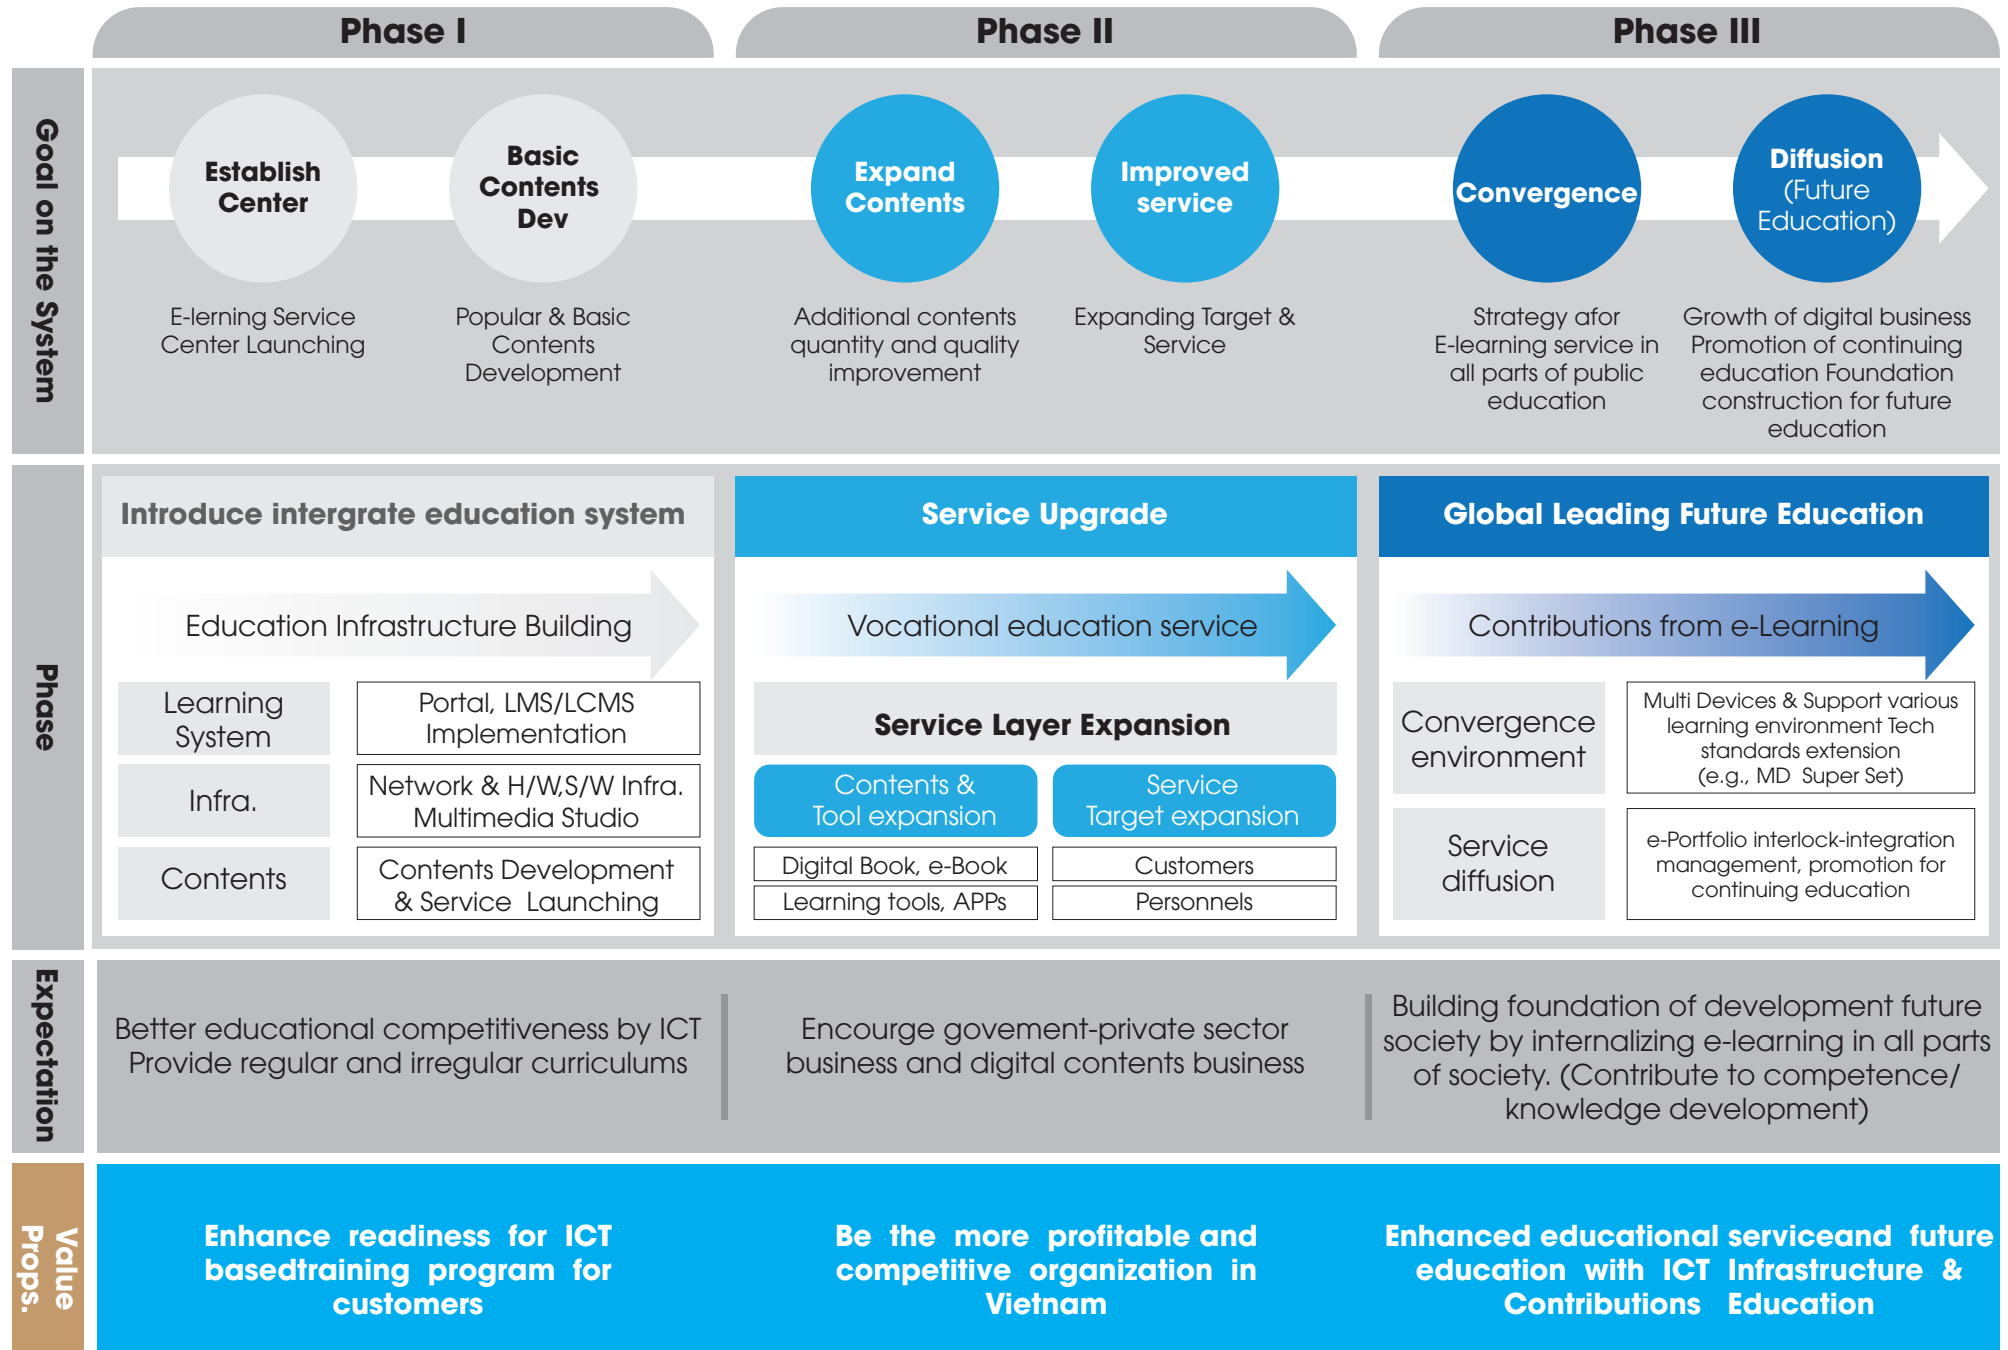 Phase I
Phase II
Phase III
Goal on the System
Establish
Center
Basic
Contents
Dev
Expand
Contents
Improved
service
Convergence
Diffusion
(Future
Education)
E-lerning Service
Center Launching
Popular & Basic
Contents
Development
Additional contents
quantity and quality
improvement
Expanding Target &
Service
Strategy afor
E-learning service in
all parts of public
education
Growth of digital business
Promotion of continuing
education Foundation
construction for future
education
Phase
Introduce intergrate education system
Education Infrastructure Building
Learning
System
Portal, LMS/LCMS
Implementation
Infra.
Network & H/W,S/W Infra.
Multimedia Studio
Contents
Contents Development
& Service Launching
Service Upgrade
Vocational education service
Service Layer Expansion
Contents &
Tool expansion
Service
Target expansion
Digital Book, e-Book
Customers
Learning tools, APPs
Personnels
Global Leading Future Education
Contributions from e-Learning
Convergence
environment
Multi Devices & Support various
learning environment Tech
standards extension
(e.g., MD Super Set)
Service
diffusion
e-Portfolio interlock-integration
management, promotion for
continuing education
Expectation
Better educational competitiveness by ICT
Provide regular and irregular curriculums
Encourge govement-private sector
business and digital contents business
Building foundation of development future
society by internalizing e-learning in all parts
of society. (Contribute to competence/
knowledge development)
Value
Props.
Enhance readiness for ICT
basedtraining program for
customers
Be the more profitable and
competitive organization in
Vietnam
Enhanced educational serviceand future
education with ICT Infrastructure &
Contributions Education